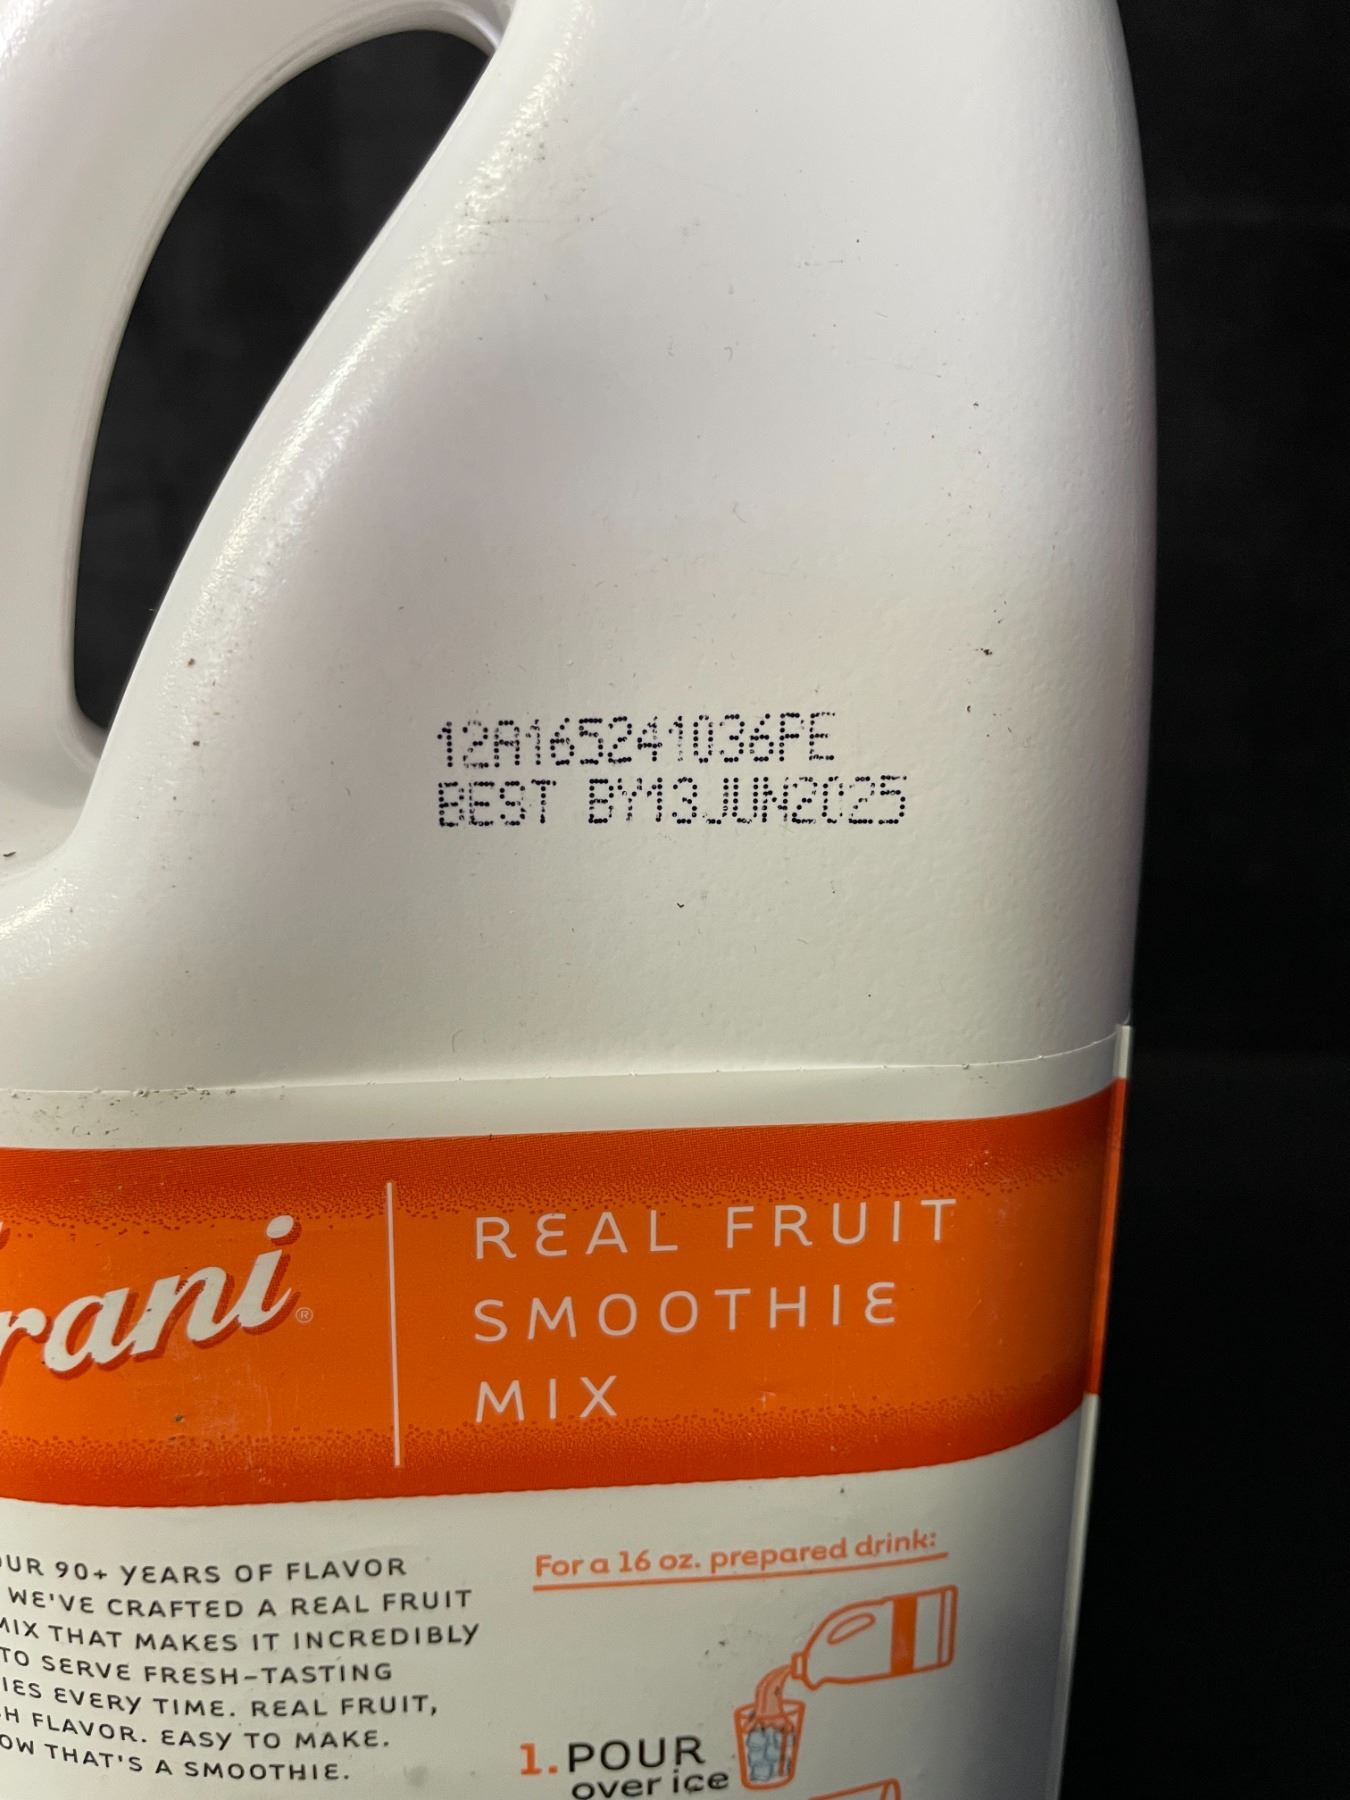 12A165241036PE
BEST BY13JUN2025
rani®
REAL FRUIT
SMOOTHIE
MIX
OUR 90+ YEARS OF FLAVOR
WE'VE CRAFTED A REAL FRUIT
MIX THAT MAKES IT INCREDIBLY
TO SERVE FRESH-TASTING
IES EVERY TIME. REAL FRUIT,
H FLAVOR. EASY TO MAKE.
OW THAT'S A SMOOTHIE.
For a 16 oz. prepared drink:
1. POUR
over ice